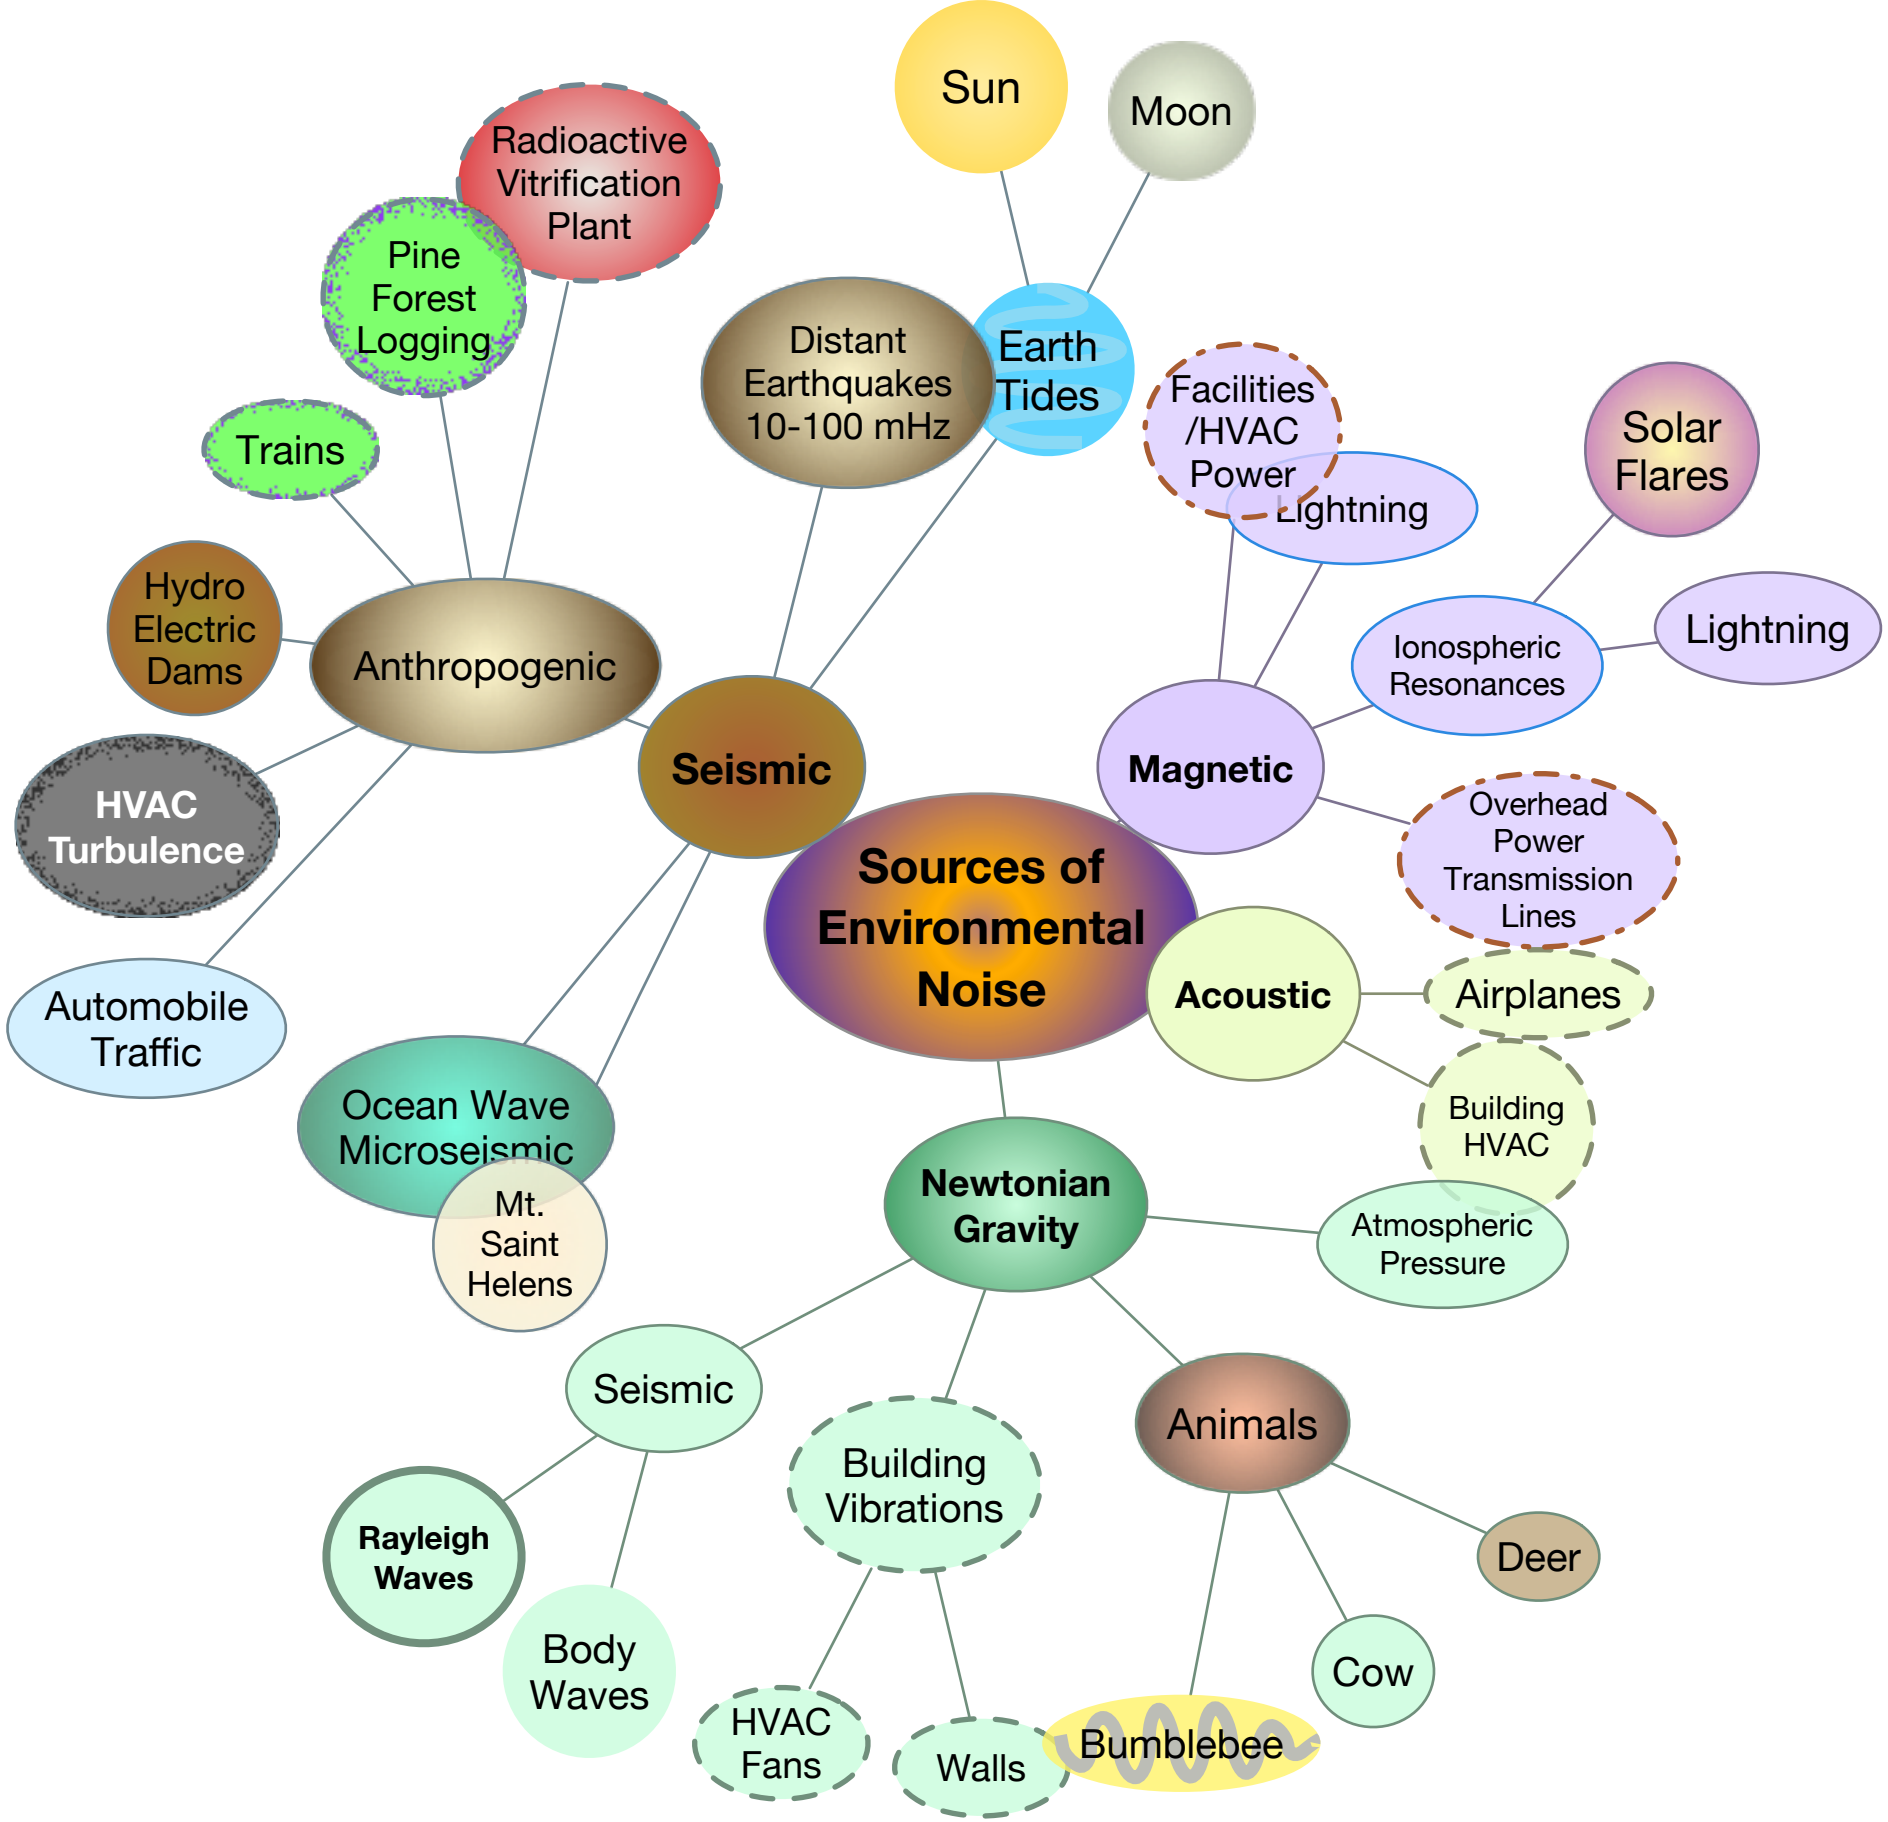 Sun
Moon
Radioactive
Vitrification
Plant
Pine
Forest
Logging
Trains
Distant
Earthquakes
10-100 mHz
Earth
Tides
Facilities
/HVAC
Power
Lightning
Solar
Flares
Hydro
Electric
Dams
Anthropogenic
Ionospheric
Resonances
Lightning
HVAC
Turbulence
Seismic
Magnetic
Overhead
Power
Transmission
Lines
Sources of
Environmental
Noise
Acoustic
Airplanes
Automobile
Traffic
Building
HVAC
Ocean Wave
Microseismic
Mt.
Saint
Helens
Newtonian
Gravity
Atmospheric
Pressure
Seismic
Building
Vibrations
Animals
Rayleigh
Waves
Body
Waves
Deer
Cow
HVAC
Fans
Walls
Bumblebee